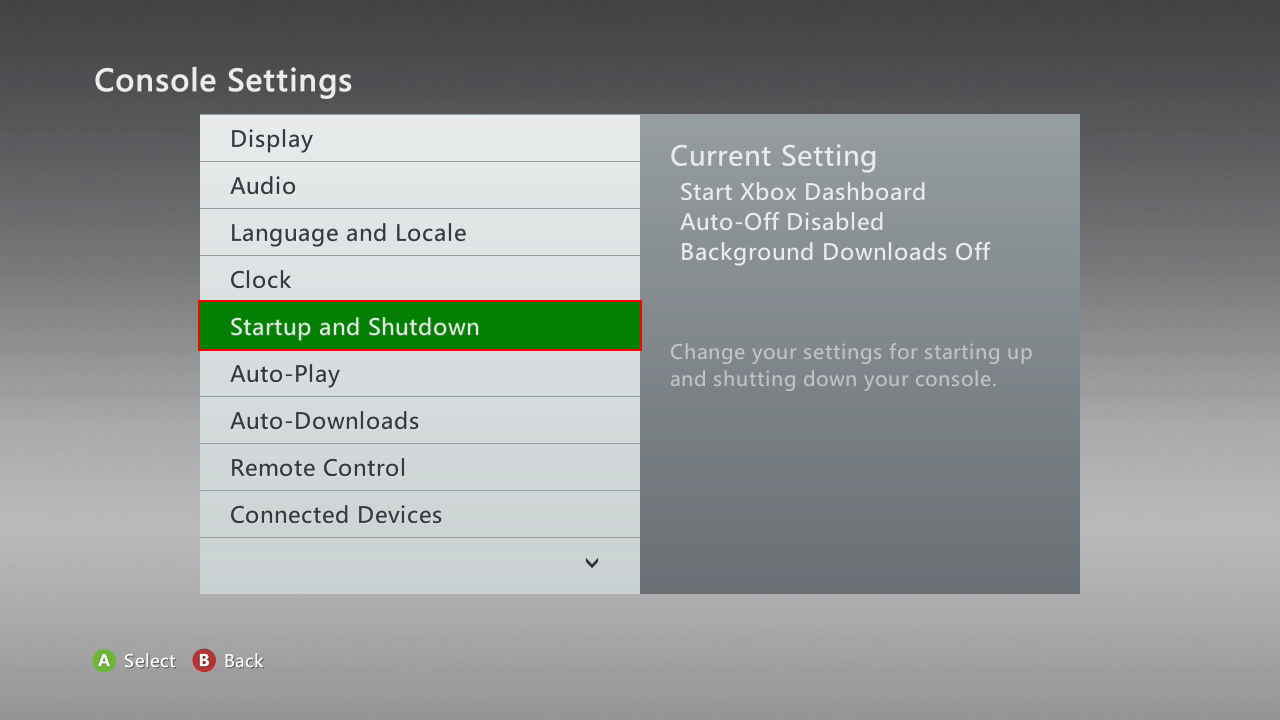 Console Settings
Display
Audio
Language and Locale
Clock
Startup and Shutdown
Auto-Play
Auto-Downloads
Remote Control
Connected Devices
Current Setting
Start Xbox Dashboard
Auto-Off Disabled
Background Downloads Off
Change your settings for starting up
and shutting down your console.
A Select B Back